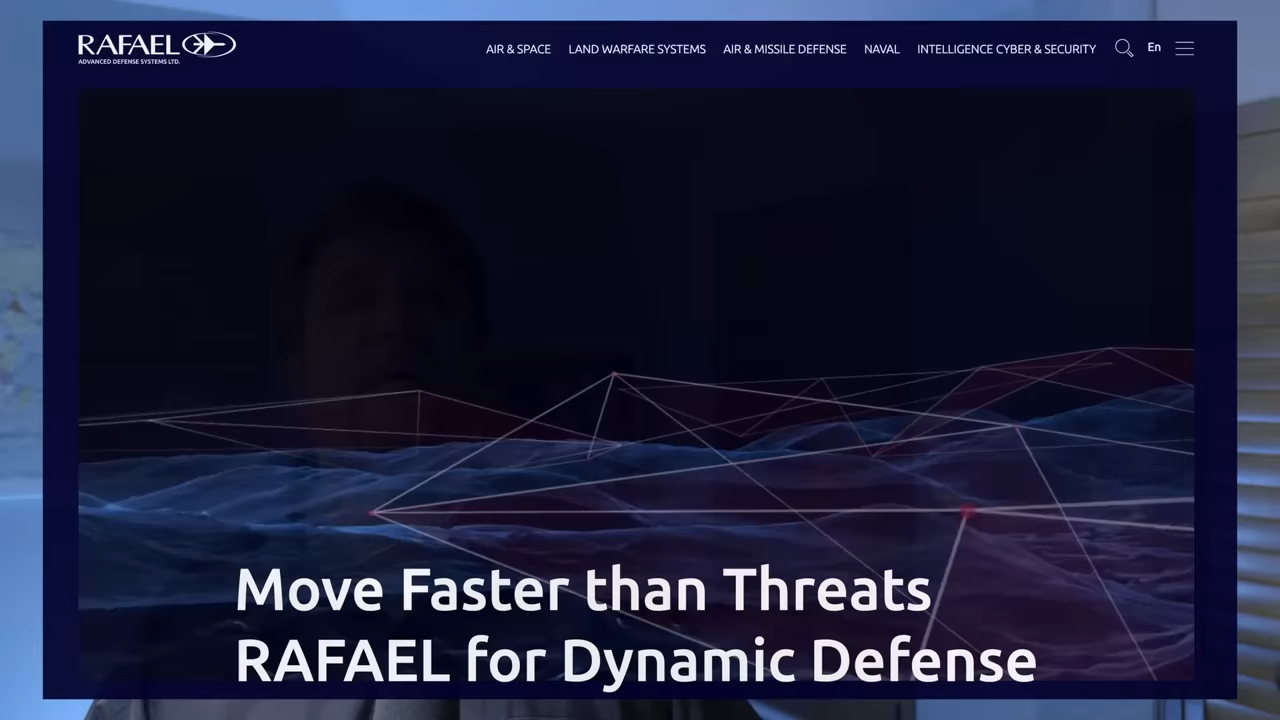 RAFAEL
ADVANCED DEFENSE SYSTEMS LTD.
AIR & SPACE LAND WARFARE SYSTEMS AIR & MISSILE DEFENSE NAVAL INTELLIGENCE CYBER & SECURITY En
Move Faster than Threats
RAFAEL for Dynamic Defense